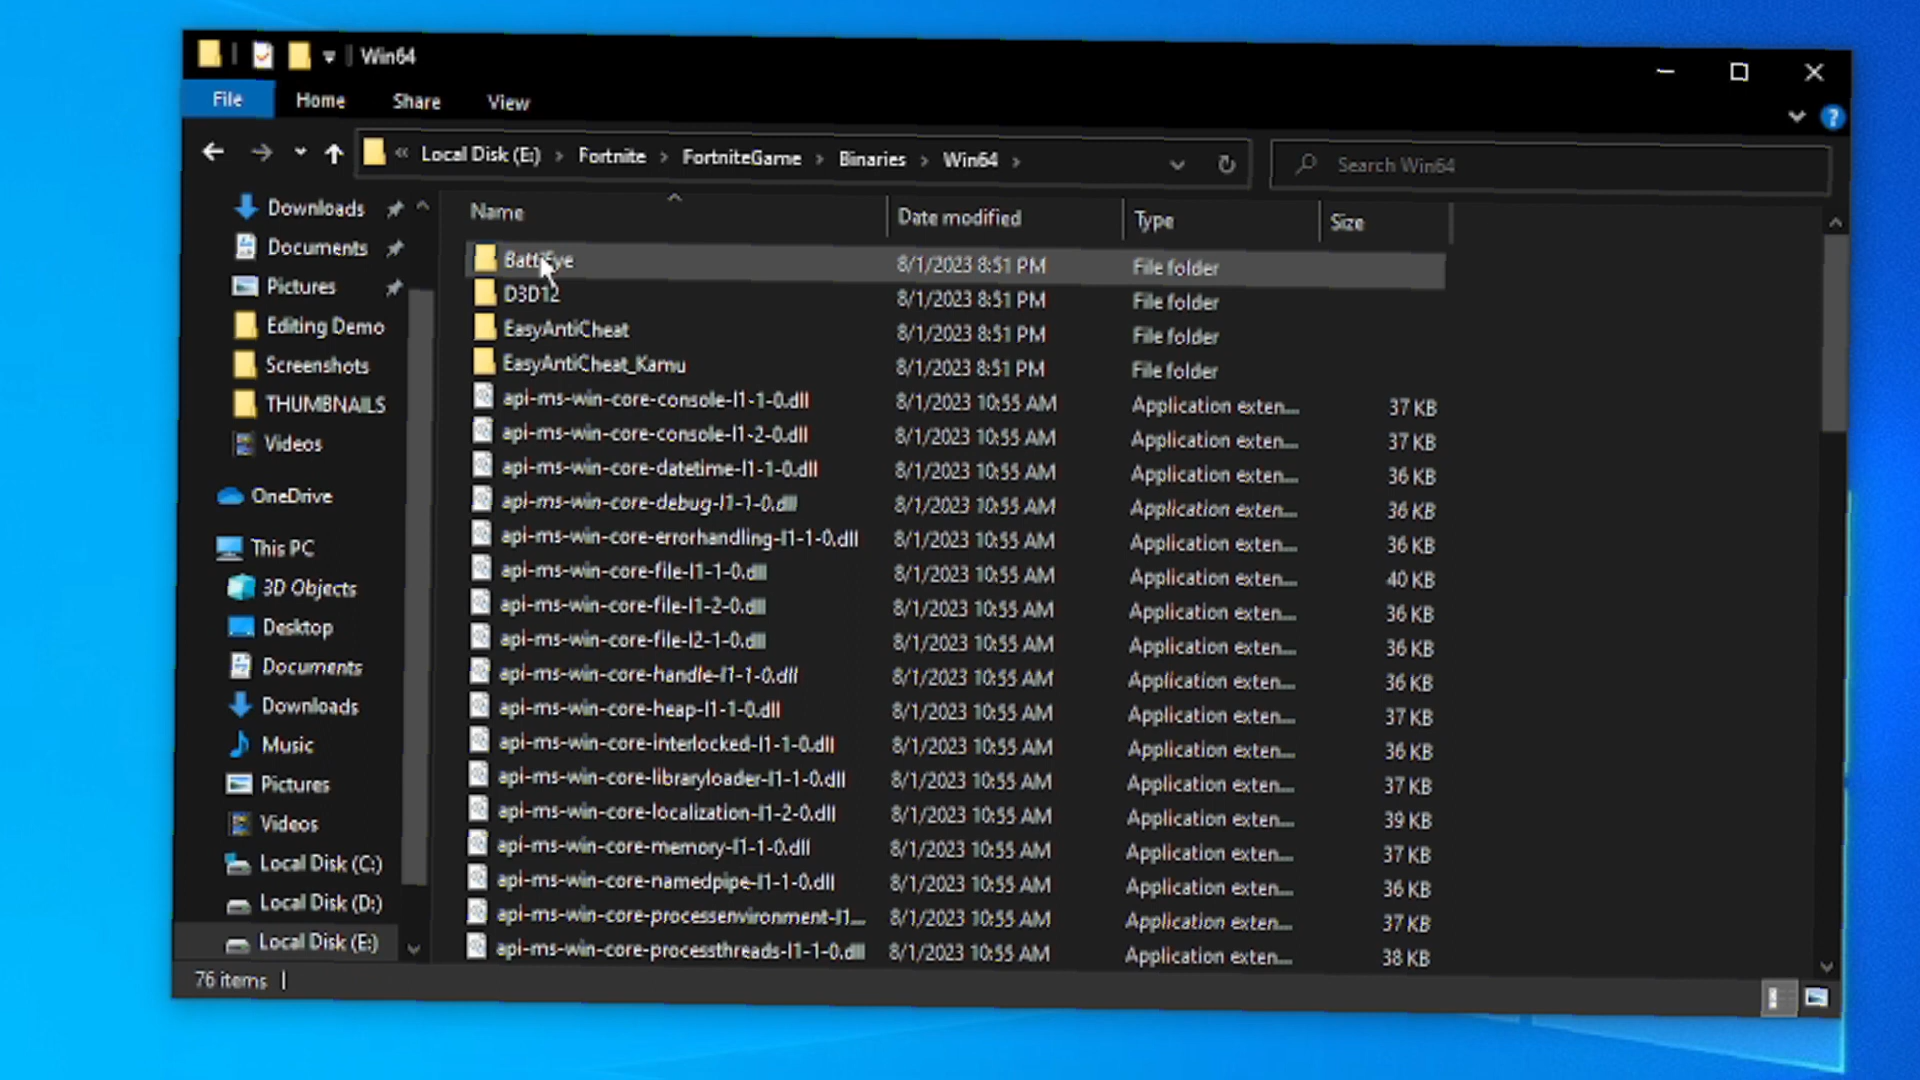 Win64
File Home Share View
« Local Disk (E:) › Fortnite › FortniteGame › Binaries › Win64 › Search Win64
Name Date modified Type Size
Downloads
Documents
Pictures
Editing Demo
Screenshots
THUMBNAILS
Videos
OneDrive
This PC
3D Objects
Desktop
Documents
Downloads
Music
Pictures
Videos
Local Disk (C:)
Local Disk (D:)
Local Disk (E:)
BattlEye 8/1/2023 8:51 PM File folder
D3D12 8/1/2023 8:51 PM File folder
EasyAntiCheat 8/1/2023 8:51 PM File folder
EasyAntiCheat_Kamu 8/1/2023 8:51 PM File folder
api-ms-win-core-console-l1-1-0.dll 8/1/2023 10:55 AM Application exten... 37 KB
api-ms-win-core-console-l1-2-0.dll 8/1/2023 10:55 AM Application exten... 37 KB
api-ms-win-core-datetime-l1-1-0.dll 8/1/2023 10:55 AM Application exten... 36 KB
api-ms-win-core-debug-l1-1-0.dll 8/1/2023 10:55 AM Application exten... 36 KB
api-ms-win-core-errorhandling-l1-1-0.dll 8/1/2023 10:55 AM Application exten... 36 KB
api-ms-win-core-file-l1-1-0.dll 8/1/2023 10:55 AM Application exten... 40 KB
api-ms-win-core-file-l1-2-0.dll 8/1/2023 10:55 AM Application exten... 36 KB
api-ms-win-core-file-l2-1-0.dll 8/1/2023 10:55 AM Application exten... 36 KB
api-ms-win-core-handle-l1-1-0.dll 8/1/2023 10:55 AM Application exten... 36 KB
api-ms-win-core-heap-l1-1-0.dll 8/1/2023 10:55 AM Application exten... 37 KB
api-ms-win-core-interlocked-l1-1-0.dll 8/1/2023 10:55 AM Application exten... 36 KB
api-ms-win-core-libraryloader-l1-1-0.dll 8/1/2023 10:55 AM Application exten... 37 KB
api-ms-win-core-localization-l1-2-0.dll 8/1/2023 10:55 AM Application exten... 39 KB
api-ms-win-core-memory-l1-1-0.dll 8/1/2023 10:55 AM Application exten... 37 KB
api-ms-win-core-namedpipe-l1-1-0.dll 8/1/2023 10:55 AM Application exten... 36 KB
api-ms-win-core-processenvironment-l1... 8/1/2023 10:55 AM Application exten... 37 KB
api-ms-win-core-processthreads-l1-1-0.dll 8/1/2023 10:55 AM Application exten... 38 KB
76 items